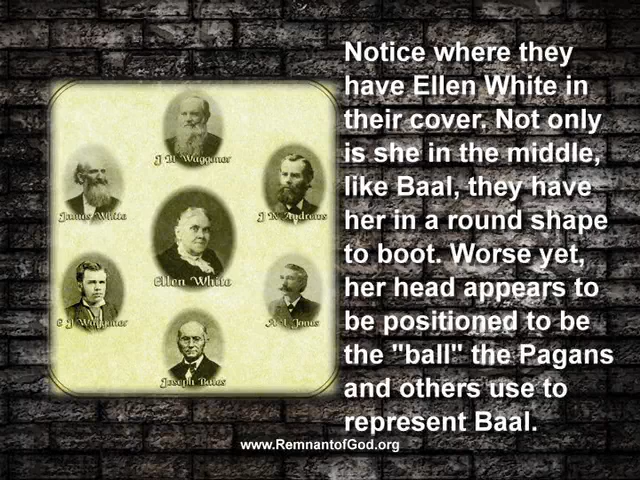 Notice where they
have Ellen White in
their cover. Not only
is she in the middle,
like Baal, they have
her in a round shape
to boot. Worse yet,
her head appears to
be positioned to be
the "ball" the Pagans
and others use to
represent Baal.
J H Waggoner
James White
J N Andrews
Ellen White
E J Waggoner
A T Jones
Joseph Bates
www.RemnantofGod.org